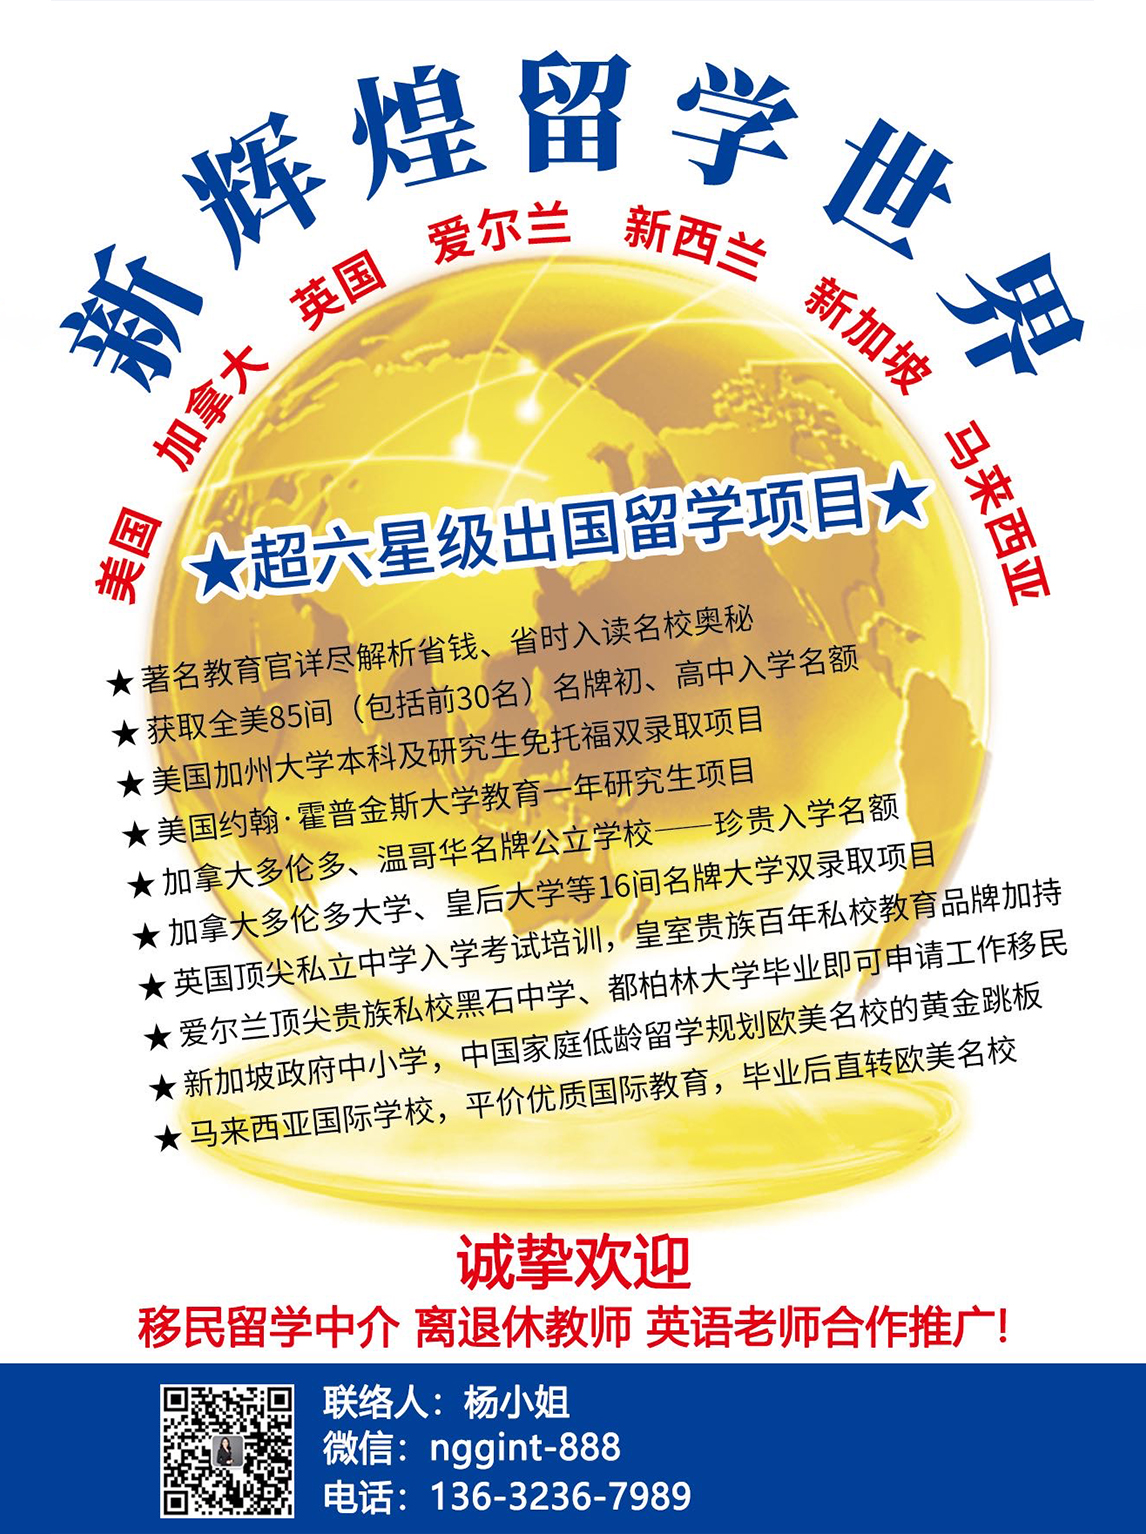 新辉煌留学世界
美国 加拿大 英国 爱尔兰 新西兰 新加坡 马来西亚
★超六星级出国留学项目★
★ 著名教育官详尽解析省钱、省时入读名校奥秘
★ 获取全美85间（包括前30名）名牌初、高中入学名额
★ 美国加州大学本科及研究生免托福双录取项目
★ 美国约翰·霍普金斯大学教育一年研究生项目
★ 加拿大多伦多、温哥华名牌公立学校——珍贵入学名额
★ 加拿大多伦多大学、皇后大学等16间名牌大学双录取项目
★ 英国顶尖私立中学入学考试培训，皇室贵族百年私校教育品牌加持
★ 爱尔兰顶尖贵族私校黑石中学、都柏林大学毕业即可申请工作移民
★ 新加坡政府中小学，中国家庭低龄留学规划欧美名校的黄金跳板
★ 马来西亚国际学校，平价优质国际教育，毕业后直转欧美名校
诚挚欢迎
移民留学中介 离退休教师 英语老师合作推广!
联络人：杨小姐
微信：nggint-888
电话：136-3236-7989